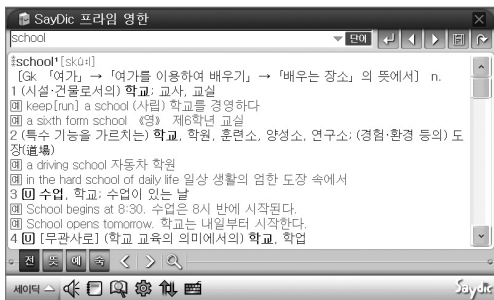 SayDic 프라임 영한
school
단어
‡school¹ [skúːl]
[Gk 「여가」 → 「여가를 이용하여 배우기」 → 「배우는 장소」의 뜻에서] n.
1 (시설·건물로서의) 학교; 교사, 교실
예 keep[run] a school (사립) 학교를 경영하다
예 a sixth form school 《영》 제6학년 교실
2 (특수 기능을 가르치는) 학교, 학원, 훈련소, 양성소, 연구소; (경험·환경 등의) 도
장(道場)
예 a driving school 자동차 학원
예 in the hard school of daily life 일상 생활의 엄한 도장 속에서
3 U 수업, 학교; 수업이 있는 날
예 School begins at 8:30. 수업은 8시 반에 시작된다.
예 School opens tomorrow. 학교는 내일부터 시작한다.
4 U [무관사로] (학교 교육의 의미에서의) 학교, 학업
전 뜻 예 숙
세이딕
Saydic